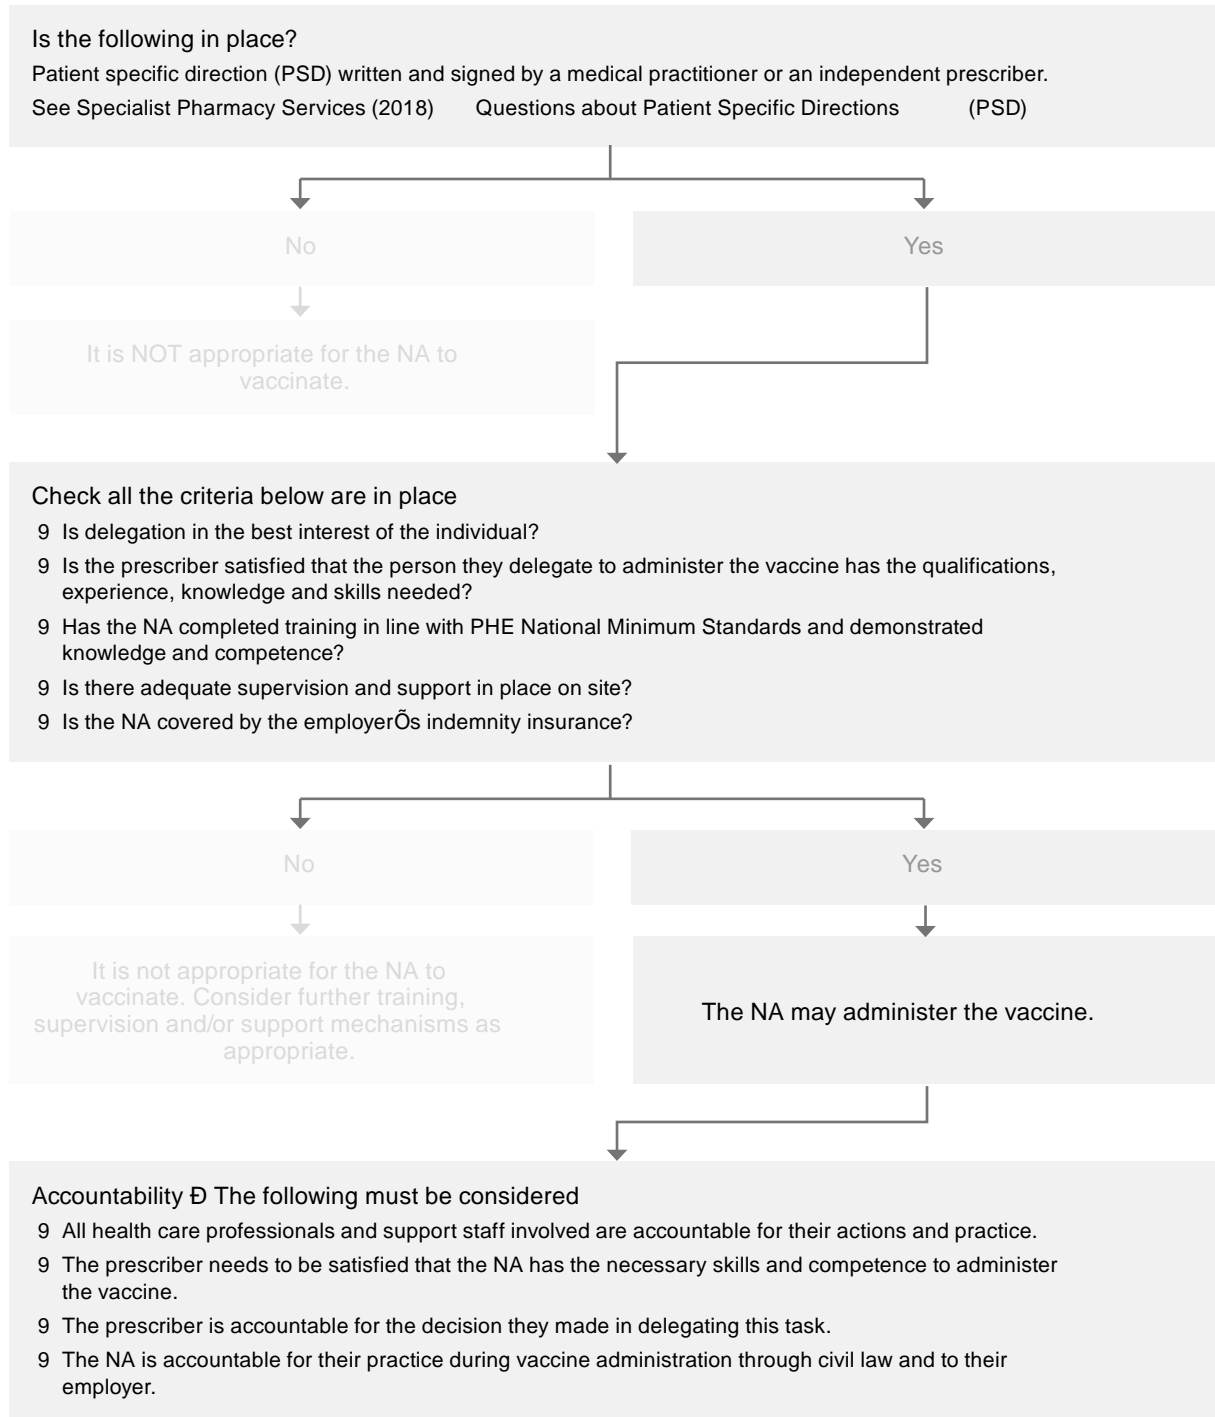 Is the following in place?
Patient specific direction (PSD) written and signed by a medical practitioner or an independent prescriber.
See Specialist Pharmacy Services (2018) Questions about Patient Specific Directions (PSD)
No
Yes
It is NOT appropriate for the NA to
vaccinate.
Check all the criteria below are in place
9 Is delegation in the best interest of the individual?
9 Is the prescriber satisfied that the person they delegate to administer the vaccine has the qualifications,
experience, knowledge and skills needed?
9 Has the NA completed training in line with PHE National Minimum Standards and demonstrated
knowledge and competence?
9 Is there adequate supervision and support in place on site?
9 Is the NA covered by the employerÕs indemnity insurance?
No
Yes
It is not appropriate for the NA to
vaccinate. Consider further training,
supervision and/or support mechanisms as
appropriate.
The NA may administer the vaccine.
Accountability Ð The following must be considered
9 All health care professionals and support staff involved are accountable for their actions and practice.
9 The prescriber needs to be satisfied that the NA has the necessary skills and competence to administer
the vaccine.
9 The prescriber is accountable for the decision they made in delegating this task.
9 The NA is accountable for their practice during vaccine administration through civil law and to their
employer.